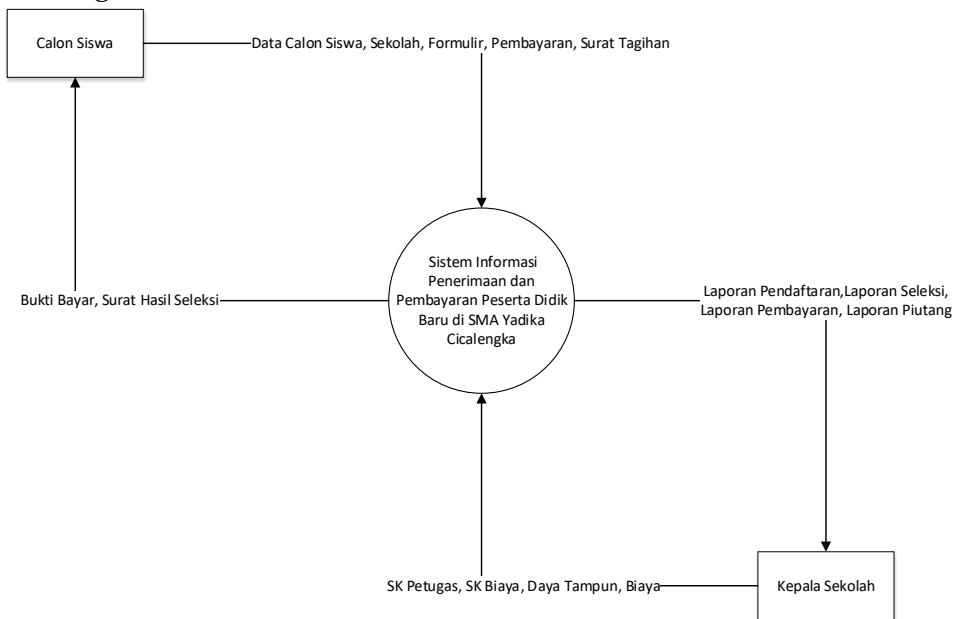 Calon Siswa
Data Calon Siswa, Sekolah, Formulir, Pembayaran, Surat Tagihan
Sistem Informasi
Penerimaan dan
Pembayaran Peserta Didik
Baru di SMA Yadika
Cicalengka
Bukti Bayar, Surat Hasil Seleksi
Laporan Pendaftaran,Laporan Seleksi,
Laporan Pembayaran, Laporan Piutang
SK Petugas, SK Biaya, Daya Tampun, Biaya
Kepala Sekolah